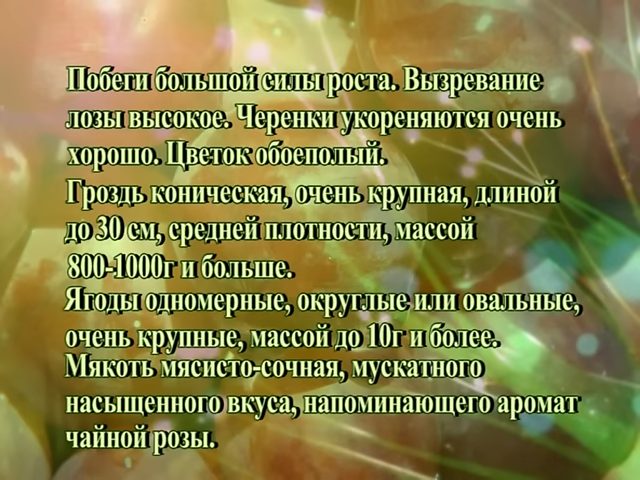 Побеги большой силы роста. Вызревание
лозы высокое. Черенки укореняются очень
хорошо. Цветок обоеполый.
Гроздь коническая, очень крупная, длиной
до 30 см, средней плотности, массой
800-1000г и больше.
Ягоды одномерные, округлые или овальные,
очень крупные, массой до 10г и более.
Мякоть мясисто-сочная, мускатного
насыщенного вкуса, напоминающего аромат
чайной розы.